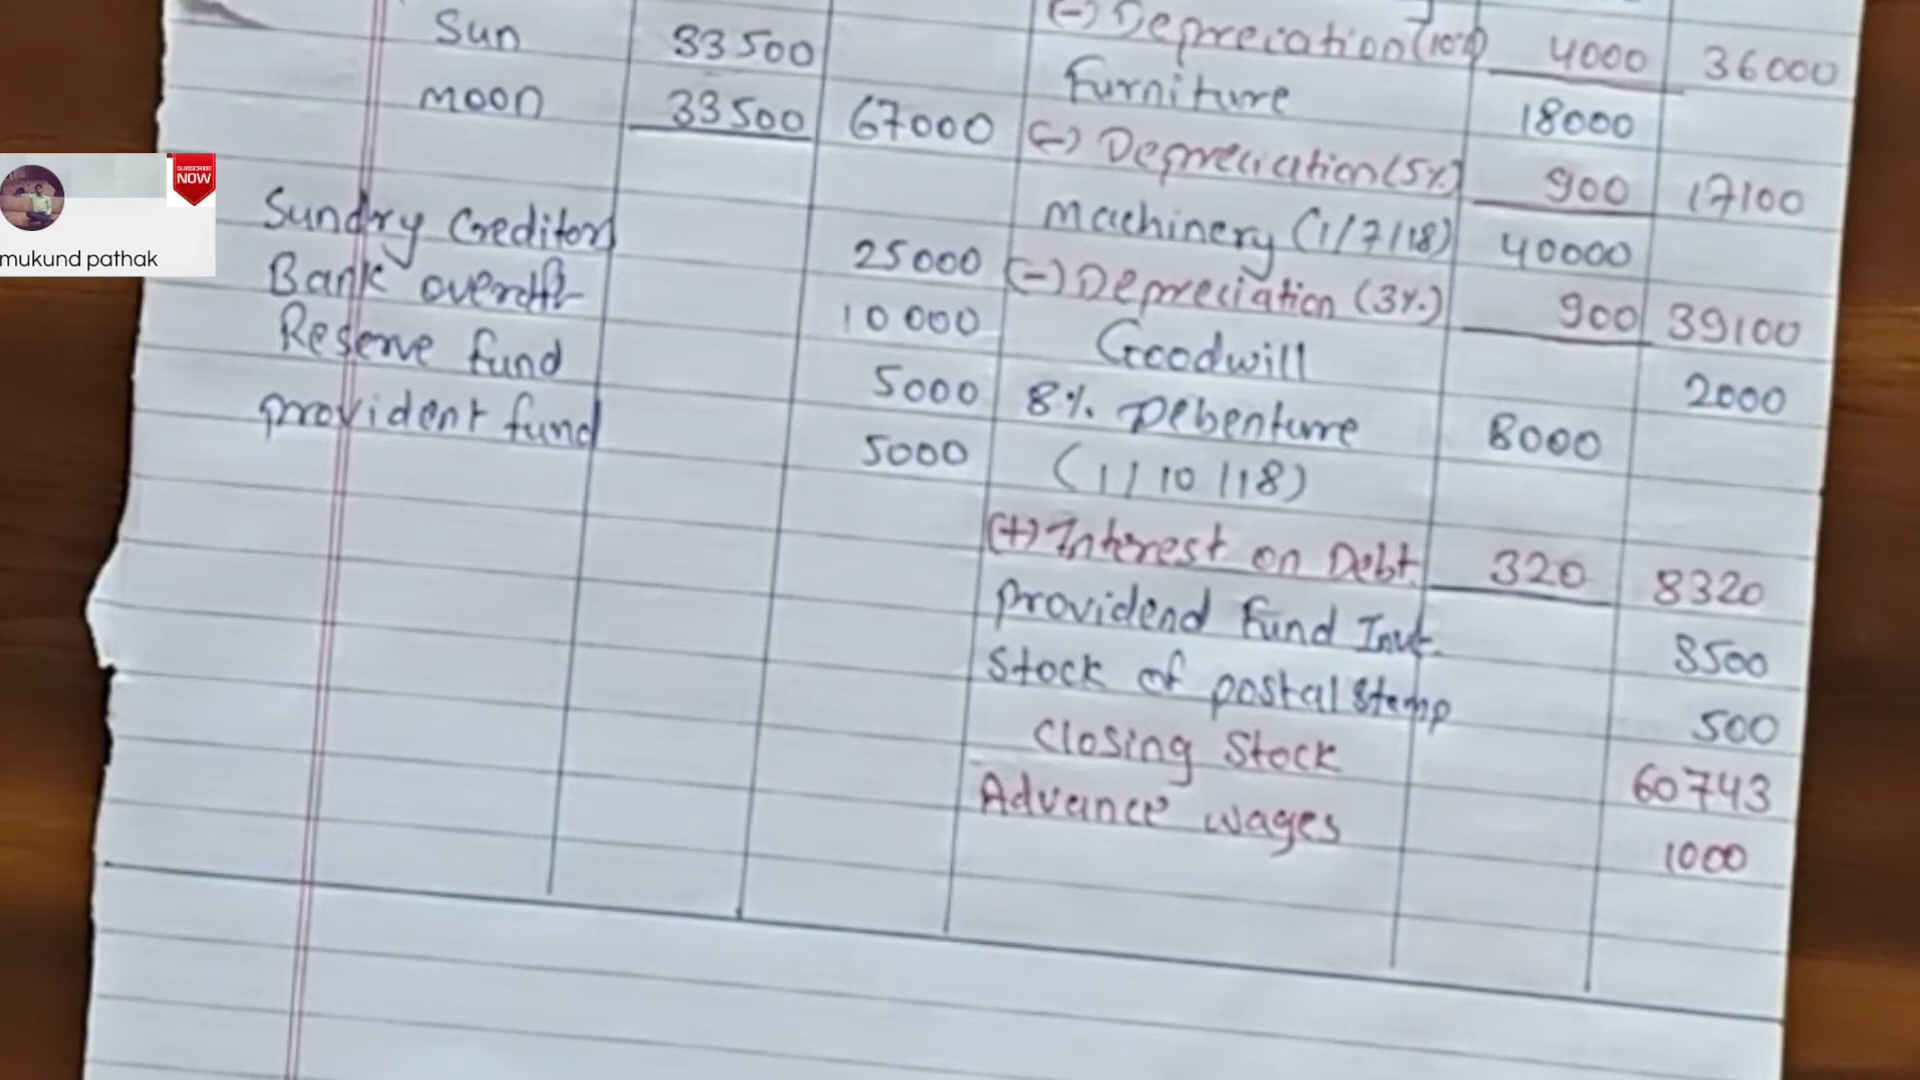 Sun 33500
(-) Depreciation (10%) 4000 36000
moon 33500 67000
Furniture 18000
(-) Depreciation (5%) 900 17100
SUBSCRIBE NOW
mukund pathak
Sundry Creditors 25000
machinery (1/7/18) 40000
Bank overdft 10000
(-) Depreciation (3%) 900 39100
Reserve fund 5000
Goodwill 2000
provident fund 5000
8% Debenture 8000
(1/10/18)
(+) Interest on Debt. 320 8320
providend Fund Invt. 8500
Stock of postal stamp 500
Closing Stock 60743
Advance wages 1000